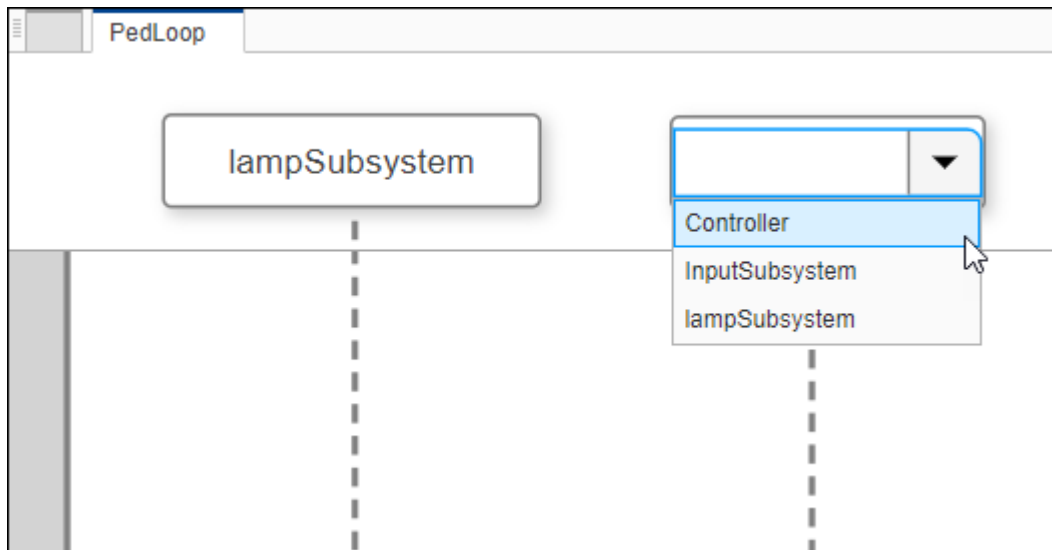 PedLoop
lampSubsystem
Controller
InputSubsystem
lampSubsystem